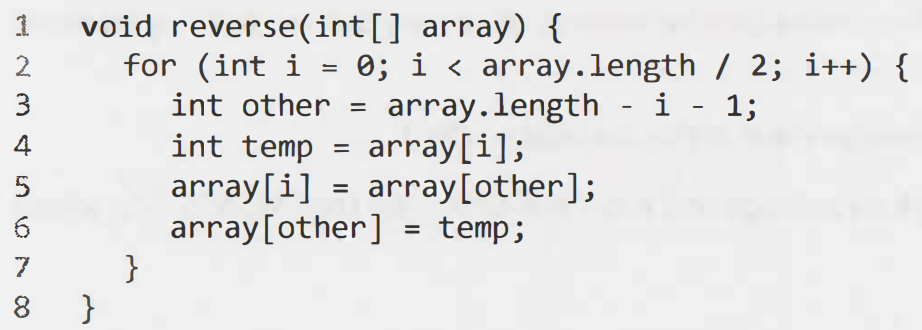 1 void reverse(int[] array) {
2 for (int i = 0; i < array.length / 2; i++) {
3 int other = array.length - i - 1;
4 int temp = array[i];
5 array[i] = array[other];
6 array[other] = temp;
7 }
8 }